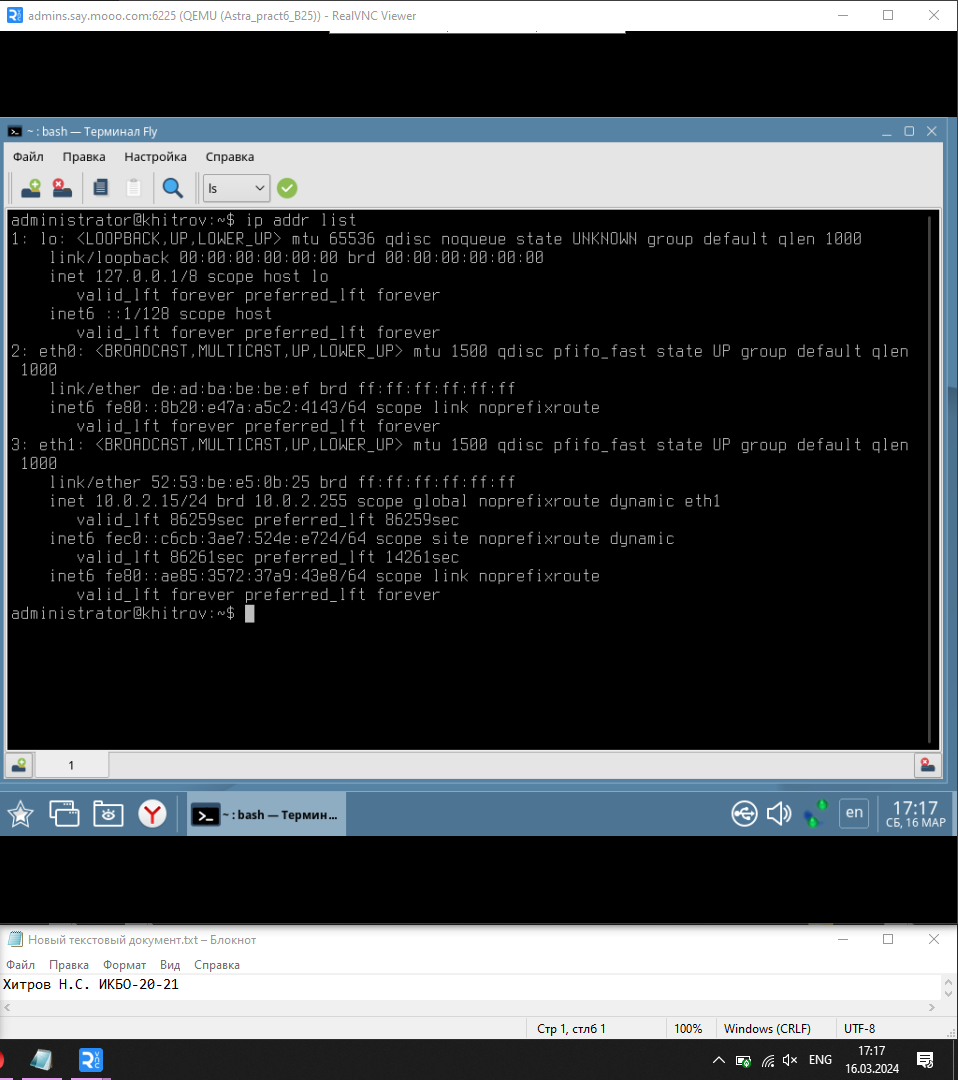 admins.say.mooo.com:6225 (QEMU (Astra_pract6_B25)) - RealVNC Viewer
~ : bash — Терминал Fly
Файл Правка Настройка Справка
ls
administrator@khitrov:~$ ip addr list
1: lo: <LOOPBACK,UP,LOWER_UP> mtu 65536 qdisc noqueue state UNKNOWN group default qlen 1000
link/loopback 00:00:00:00:00:00 brd 00:00:00:00:00:00
inet 127.0.0.1/8 scope host lo
valid_lft forever preferred_lft forever
inet6 ::1/128 scope host
valid_lft forever preferred_lft forever
2: eth0: <BROADCAST,MULTICAST,UP,LOWER_UP> mtu 1500 qdisc pfifo_fast state UP group default qlen
1000
link/ether de:ad:ba:be:be:ef brd ff:ff:ff:ff:ff:ff
inet6 fe80::8b20:e47a:a5c2:4143/64 scope link noprefixroute
valid_lft forever preferred_lft forever
3: eth1: <BROADCAST,MULTICAST,UP,LOWER_UP> mtu 1500 qdisc pfifo_fast state UP group default qlen
1000
link/ether 52:53:be:e5:0b:25 brd ff:ff:ff:ff:ff:ff
inet 10.0.2.15/24 brd 10.0.2.255 scope global noprefixroute dynamic eth1
valid_lft 86259sec preferred_lft 86259sec
inet6 fec0::c6cb:3ae7:524e:e724/64 scope site noprefixroute dynamic
valid_lft 86261sec preferred_lft 14261sec
inet6 fe80::ae85:3572:37a9:43e8/64 scope link noprefixroute
valid_lft forever preferred_lft forever
administrator@khitrov:~$
1
~ : bash — Термин...
en
17:17
СБ, 16 МАР
Новый текстовый документ.txt – Блокнот
Файл Правка Формат Вид Справка
Хитров Н.С. ИКБО-20-21
Стр 1, стлб 1 100% Windows (CRLF) UTF-8
ENG
17:17
16.03.2024